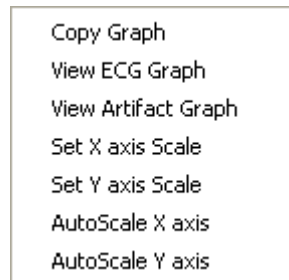 Copy Graph
View ECG Graph
View Artifact Graph
Set X axis Scale
Set Y axis Scale
AutoScale X axis
AutoScale Y axis